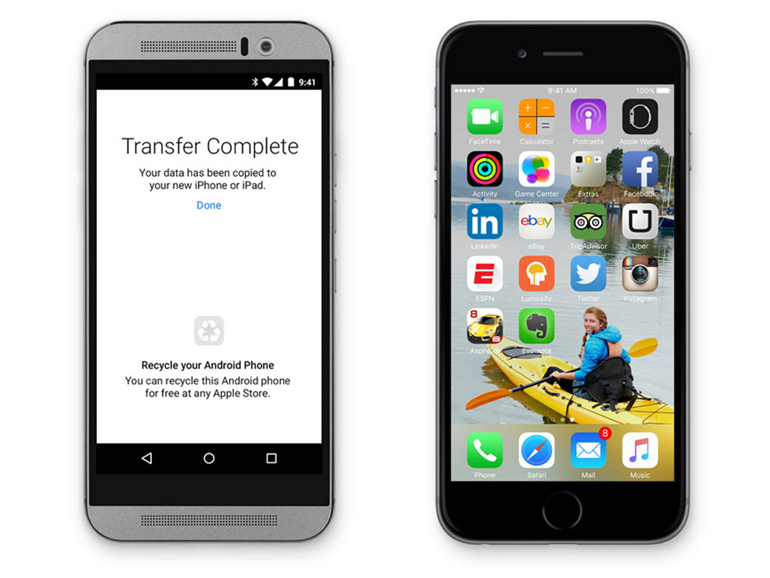 9:41
Transfer Complete
Your data has been copied to
your new iPhone or iPad.
Done
Recycle your Android Phone
You can recycle this Android phone
for free at any Apple Store.
9:41 AM 100%
FaceTime Calculator Podcasts Apple Watch
Activity Game Center Extras Facebook
in ebay U
LinkedIn eBay TripAdvisor Uber
ESPN Lumosity Twitter Instagram
8
Evernote
8
Phone Safari Mail Music